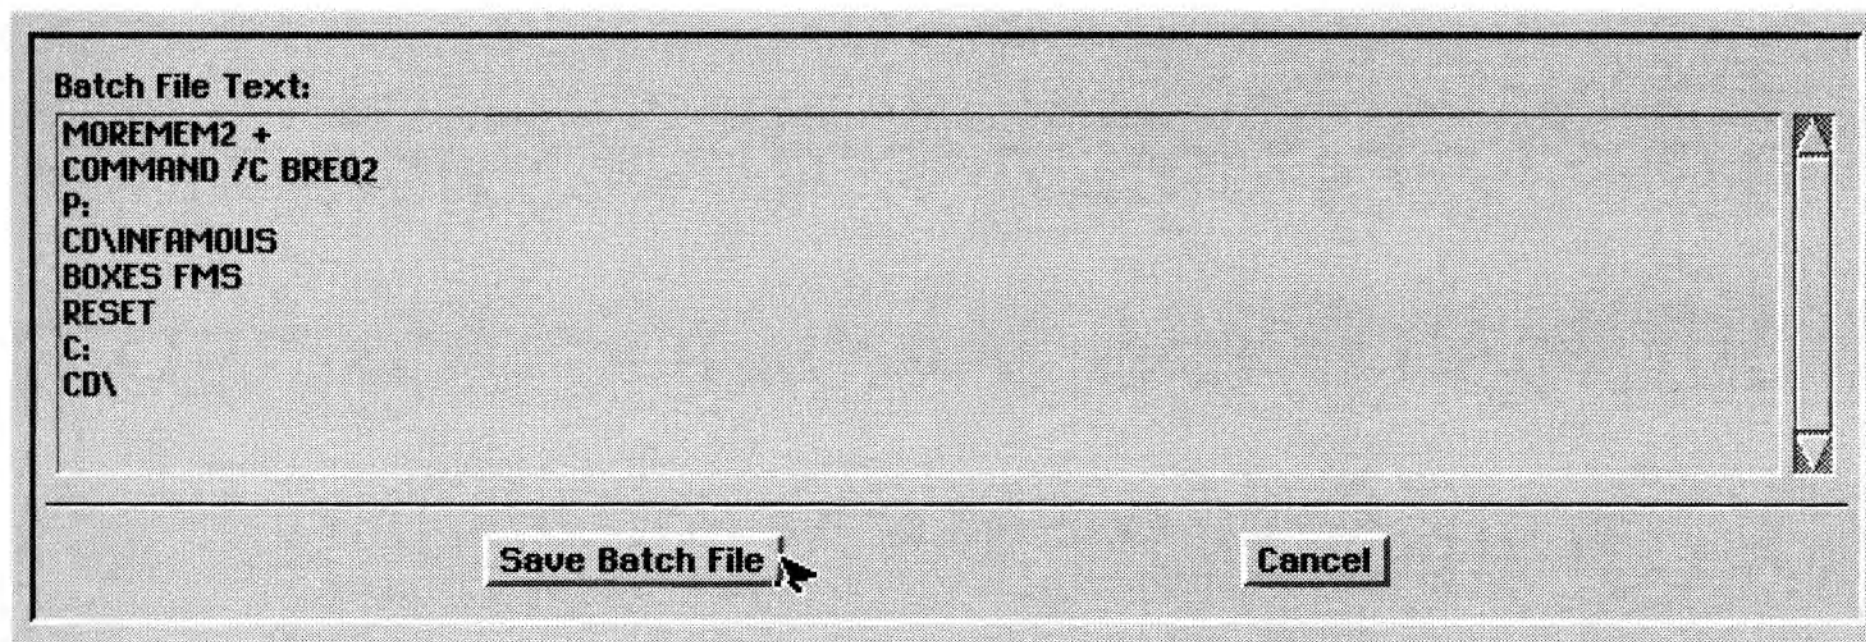 Batch File Text:
MOREMEM2 +
COMMAND /C BREQ2
P:
CD\INFAMOUS
BOXES FMS
RESET
C:
CD\
Save Batch File
Cancel